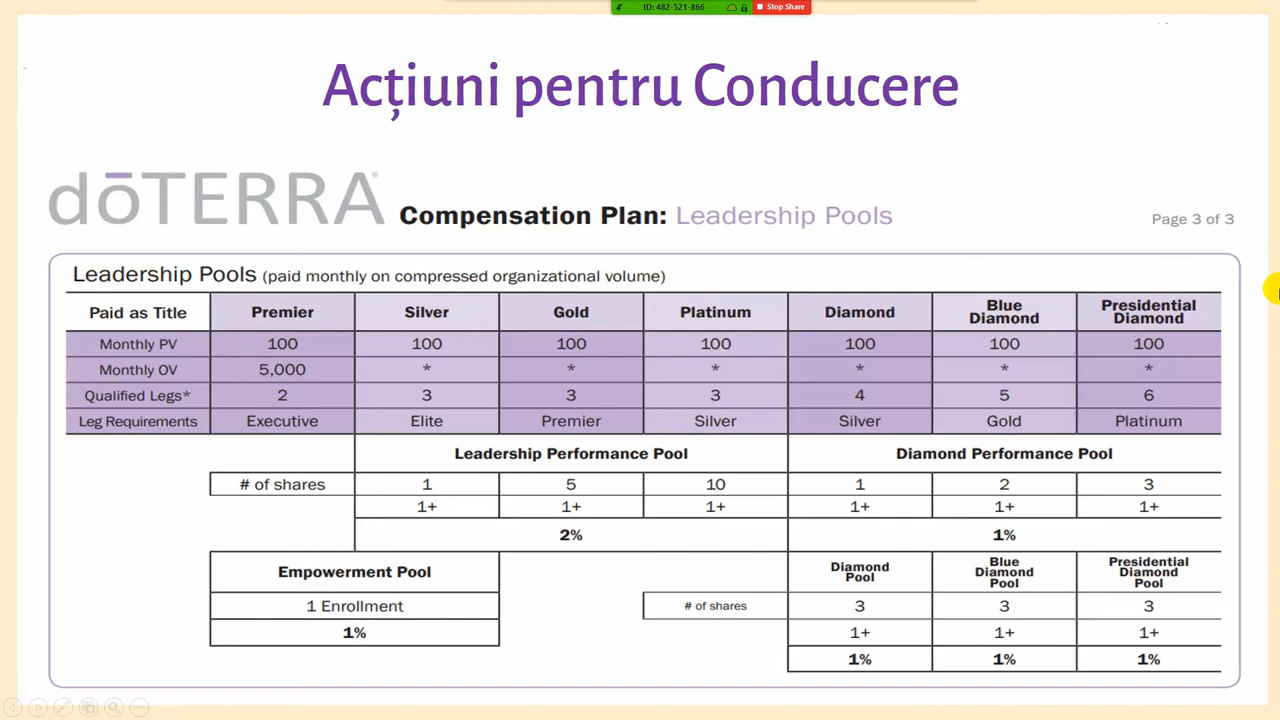 ID: 482-521-866 Stop Share
Acțiuni pentru Conducere
dōTERRA® Compensation Plan: Leadership Pools Page 3 of 3
Leadership Pools (paid monthly on compressed organizational volume)
Paid as Title Premier Silver Gold Platinum Diamond Blue Diamond Presidential Diamond
Monthly PV 100 100 100 100 100 100 100
Monthly OV 5,000 * * * * * *
Qualified Legs* 2 3 3 3 4 5 6
Leg Requirements Executive Elite Premier Silver Silver Gold Platinum
Leadership Performance Pool Diamond Performance Pool
# of shares 1 5 10 1 2 3
1+ 1+ 1+ 1+ 1+ 1+
2% 1%
Empowerment Pool Diamond Pool Blue Diamond Pool Presidential Diamond Pool
1 Enrollment # of shares 3 3 3
1% 1+ 1+ 1+
1% 1% 1%